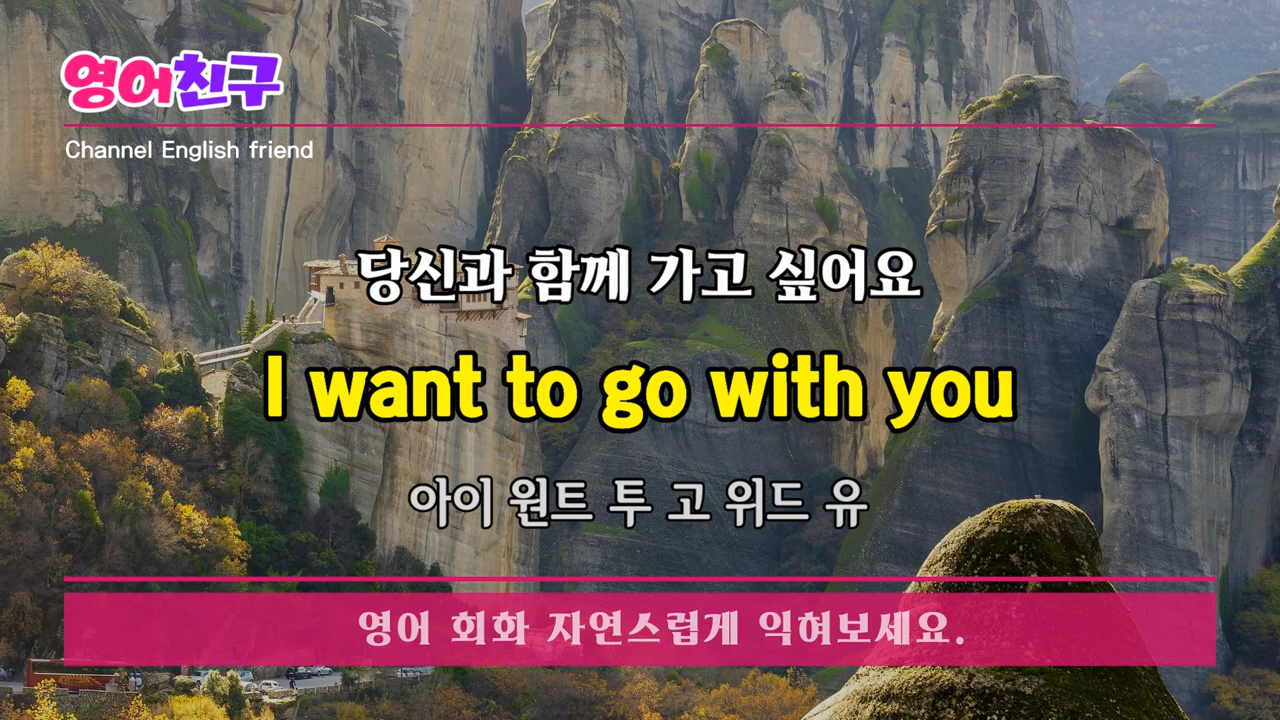 영어친구
Channel English friend
당신과 함께 가고 싶어요
I want to go with you
아이 원트 투 고 위드 유
영어 회화 자연스럽게 익혀보세요.